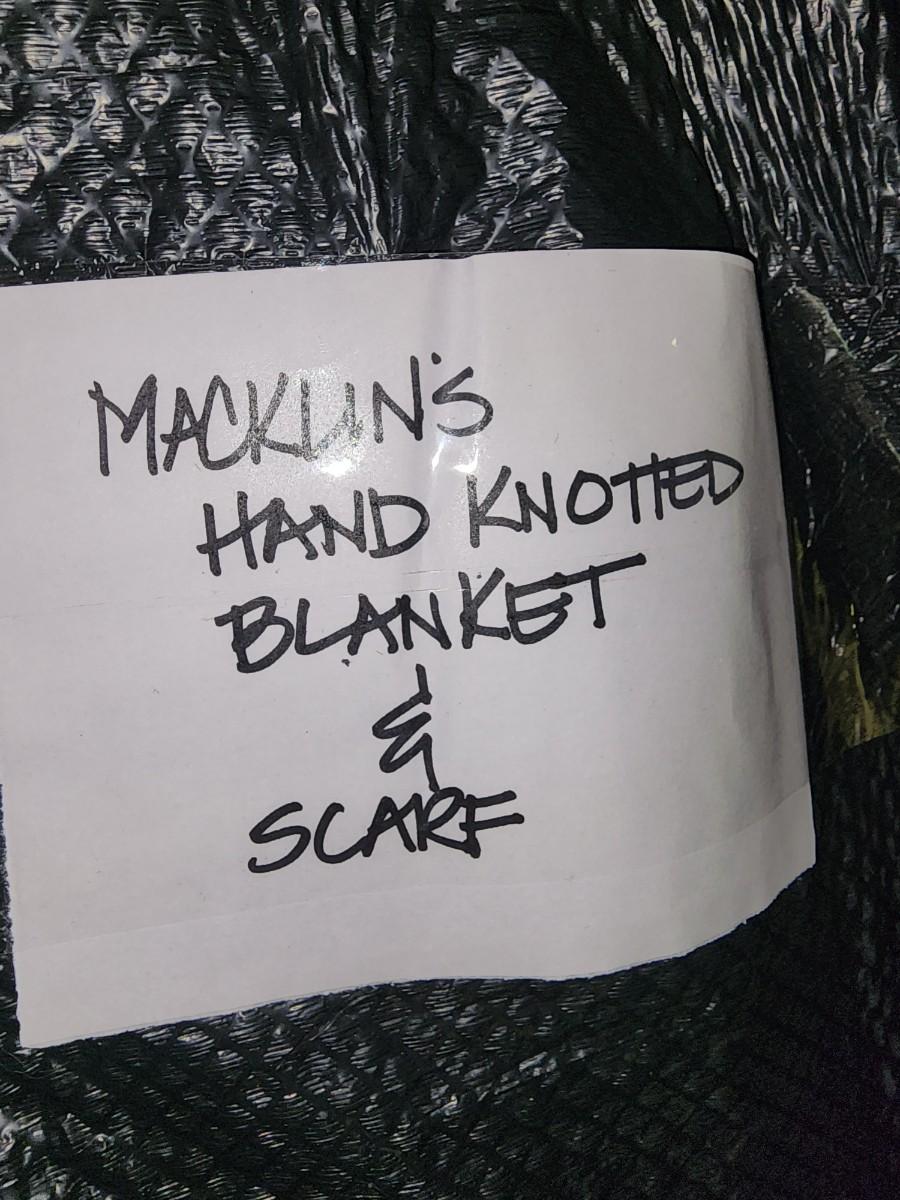 MACKLIN'S
HAND KNOTTED
BLANKET
&
SCARF